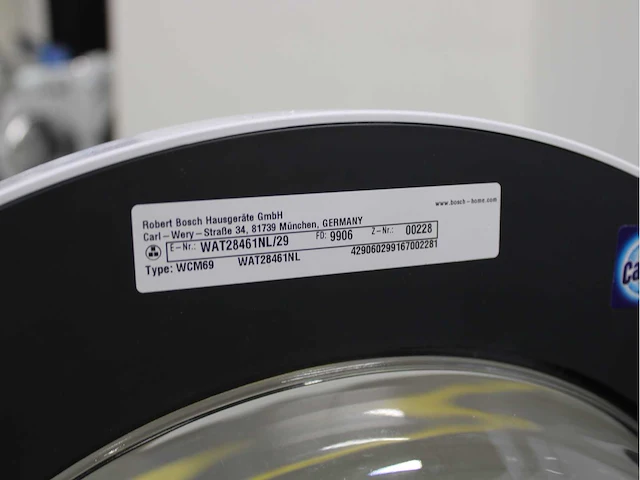 www.bosch-home.com
Robert Bosch Hausgeräte GmbH
Carl-Wery-Straße 34, 81739 München, GERMANY
E-Nr.: WAT28461NL/29 FD: 9906 Z-Nr.: 00228
Type: WCM69 WAT28461NL 429060299167002281
Ca